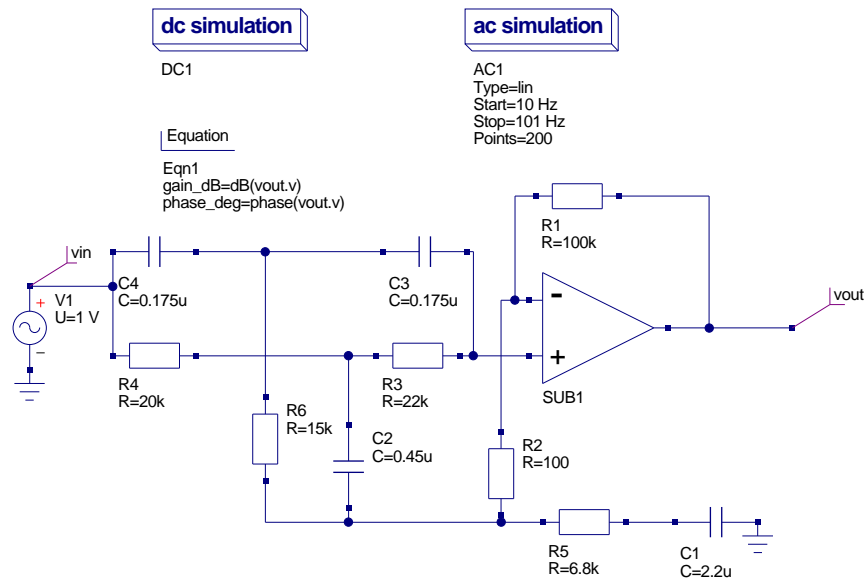 dc simulation
DC1
ac simulation
AC1
Type=lin
Start=10 Hz
Stop=101 Hz
Points=200
Equation
Eqn1
gain_dB=dB(vout.v)
phase_deg=phase(vout.v)
R1
R=100k
vin
V1
U=1 V
+
−
C4
C=0.175u
C3
C=0.175u
-
+
SUB1
vout
R4
R=20k
R3
R=22k
R6
R=15k
C2
C=0.45u
R2
R=100
R5
R=6.8k
C1
C=2.2u